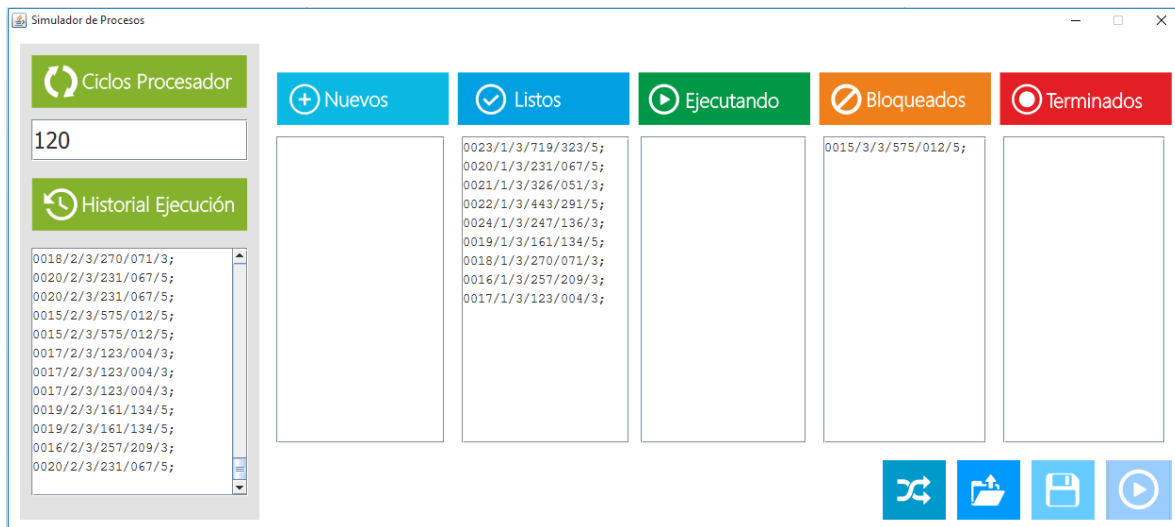 Simulador de Procesos
Ciclos Procesador
120
Historial Ejecución
0018/2/3/270/071/3;
0020/2/3/231/067/5;
0020/2/3/231/067/5;
0015/2/3/575/012/5;
0015/2/3/575/012/5;
0017/2/3/123/004/3;
0017/2/3/123/004/3;
0017/2/3/123/004/3;
0019/2/3/161/134/5;
0019/2/3/161/134/5;
0016/2/3/257/209/3;
0020/2/3/231/067/5;
Nuevos
Listos
0023/1/3/719/323/5;
0020/1/3/231/067/5;
0021/1/3/326/051/3;
0022/1/3/443/291/5;
0024/1/3/247/136/3;
0019/1/3/161/134/5;
0018/1/3/270/071/3;
0016/1/3/257/209/3;
0017/1/3/123/004/3;
Ejecutando
Bloqueados
0015/3/3/575/012/5;
Terminados